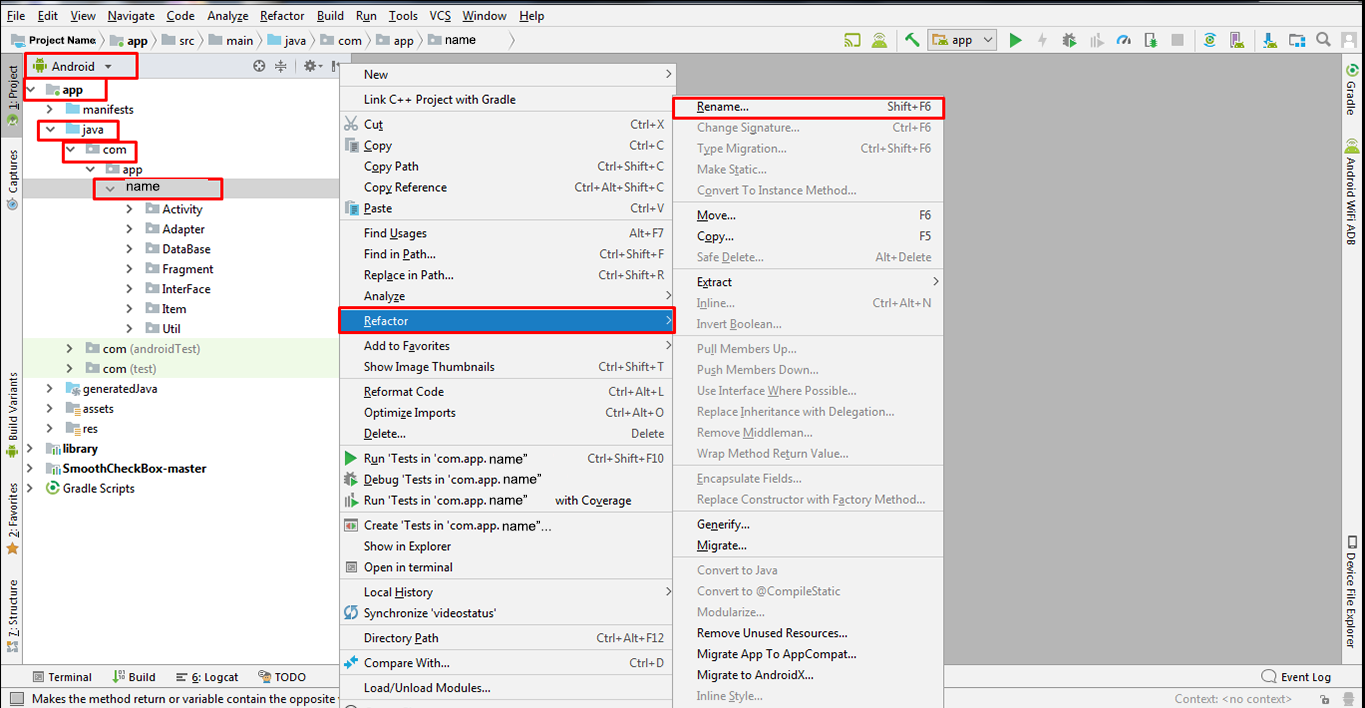 File Edit View Navigate Code Analyze Refactor Build Run Tools VCS Window Help
Project Name app src main java com app name app
Android
app
manifests
java
com
app
name
Activity
Adapter
DataBase
Fragment
InterFace
Item
Util
com (androidTest)
com (test)
generatedJava
assets
res
library
SmoothCheckBox-master
Gradle Scripts
1: Project
Captures
Build Variants
2: Favorites
7: Structure
New
Link C++ Project with Gradle
Cut Ctrl+X
Copy Ctrl+C
Copy Path Ctrl+Shift+C
Copy Reference Ctrl+Alt+Shift+C
Paste Ctrl+V
Find Usages Alt+F7
Find in Path... Ctrl+Shift+F
Replace in Path... Ctrl+Shift+R
Analyze
Refactor
Add to Favorites
Show Image Thumbnails Ctrl+Shift+T
Reformat Code Ctrl+Alt+L
Optimize Imports Ctrl+Alt+O
Delete... Delete
Run 'Tests in 'com.app. name" Ctrl+Shift+F10
Debug 'Tests in 'com.app. name"
Run 'Tests in 'com.app. name" with Coverage
Create 'Tests in 'com.app. name"...
Show in Explorer
Open in terminal
Local History
Synchronize 'videostatus'
Directory Path Ctrl+Alt+F12
Compare With... Ctrl+D
Load/Unload Modules...
Rename... Shift+F6
Change Signature... Ctrl+F6
Type Migration... Ctrl+Shift+F6
Make Static...
Convert To Instance Method...
Move... F6
Copy... F5
Safe Delete... Alt+Delete
Extract
Inline... Ctrl+Alt+N
Invert Boolean...
Pull Members Up...
Push Members Down...
Use Interface Where Possible...
Replace Inheritance with Delegation...
Remove Middleman...
Wrap Method Return Value...
Encapsulate Fields...
Replace Constructor with Factory Method...
Generify...
Migrate...
Convert to Java
Convert to @CompileStatic
Modularize...
Remove Unused Resources...
Migrate App To AppCompat...
Migrate to AndroidX...
Inline Style...
Gradle
Android WiFi ADB
Device File Explorer
Terminal Build 6: Logcat TODO Event Log
Makes the method return or variable contain the opposite Context: <no context>